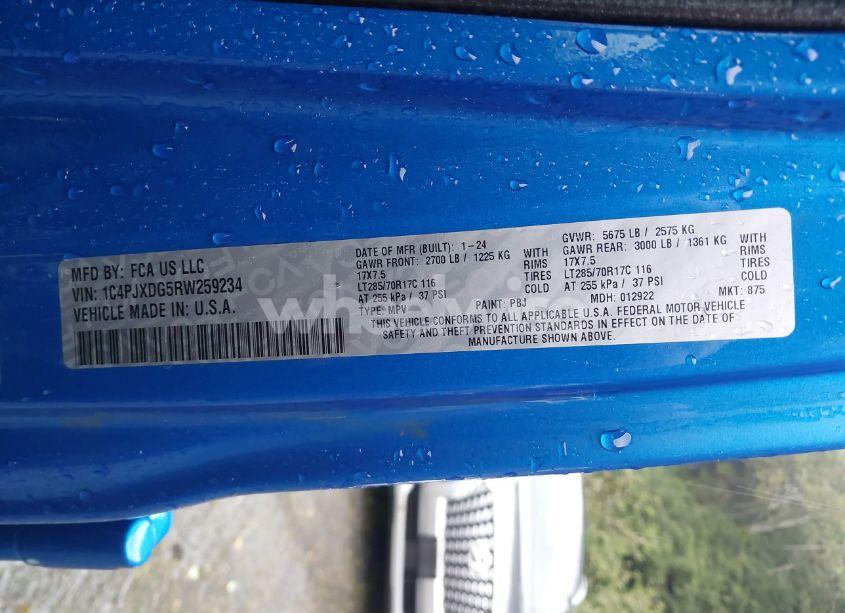 MFD BY: FCA US LLC
VIN: 1C4PJXDG5RW259234
VEHICLE MADE IN: U.S.A.
DATE OF MFR (BUILT): 1-24
GAWR FRONT: 2700 LB / 1225 KG WITH
17X7.5 RIMS
LT285/70R17C 116 TIRES
AT 255 kPa / 37 PSI COLD
GVWR: 5675 LB / 2575 KG
GAWR REAR: 3000 LB / 1361 KG WITH
17X7.5 RIMS
LT285/70R17C 116 TIRES
AT 255 kPa / 37 PSI COLD
TYPE: MPV PAINT: PBJ MDH: 012922 MKT: 875
THIS VEHICLE CONFORMS TO ALL APPLICABLE U.S.A. FEDERAL MOTOR VEHICLE
SAFETY AND THEFT PREVENTION STANDARDS IN EFFECT ON THE DATE OF
MANUFACTURE SHOWN ABOVE.